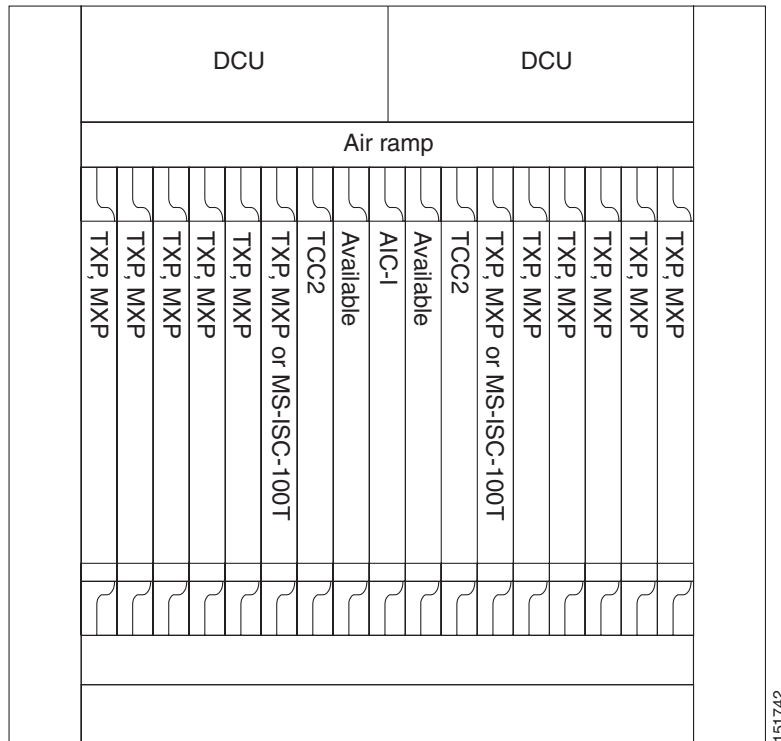 DCU
DCU
Air ramp
TXP, MXP
TXP, MXP
TXP, MXP
TXP, MXP
TXP, MXP
TXP, MXP or MS-ISC-100T
TCC2
Available
AIC-I
Available
TCC2
TXP, MXP or MS-ISC-100T
TXP, MXP
TXP, MXP
TXP, MXP
TXP, MXP
TXP, MXP
151742